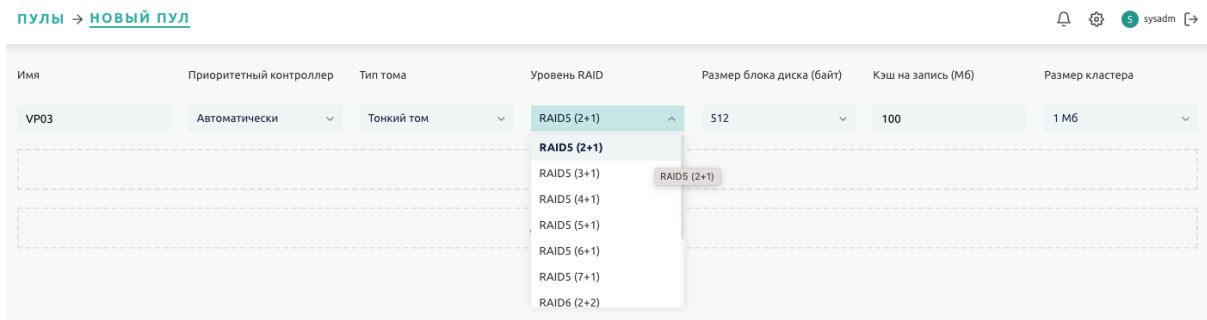 ПУЛЫ → НОВЫЙ ПУЛ
S sysadm
Имя Приоритетный контроллер Тип тома Уровень RAID Размер блока диска (байт) Кэш на запись (Мб) Размер кластера
VP03 Автоматически Тонкий том RAID5 (2+1) 512 100 1 Мб
RAID5 (2+1)
RAID5 (3+1)
RAID5 (2+1)
RAID5 (4+1)
RAID5 (5+1)
RAID5 (6+1)
RAID5 (7+1)
RAID6 (2+2)